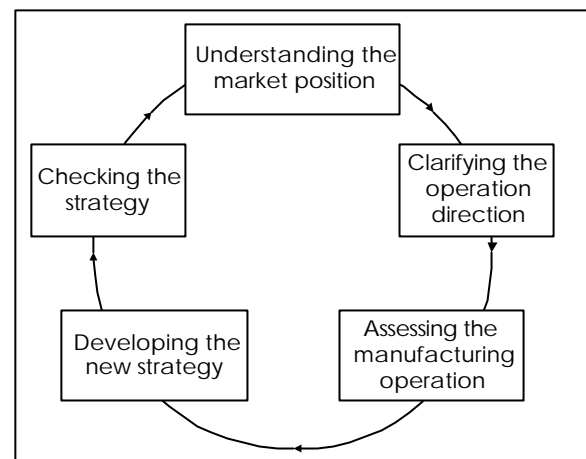 Understanding the
market position
Clarifying the
operation
direction
Assessing the
manufacturing
operation
Developing the
new strategy
Checking the
strategy